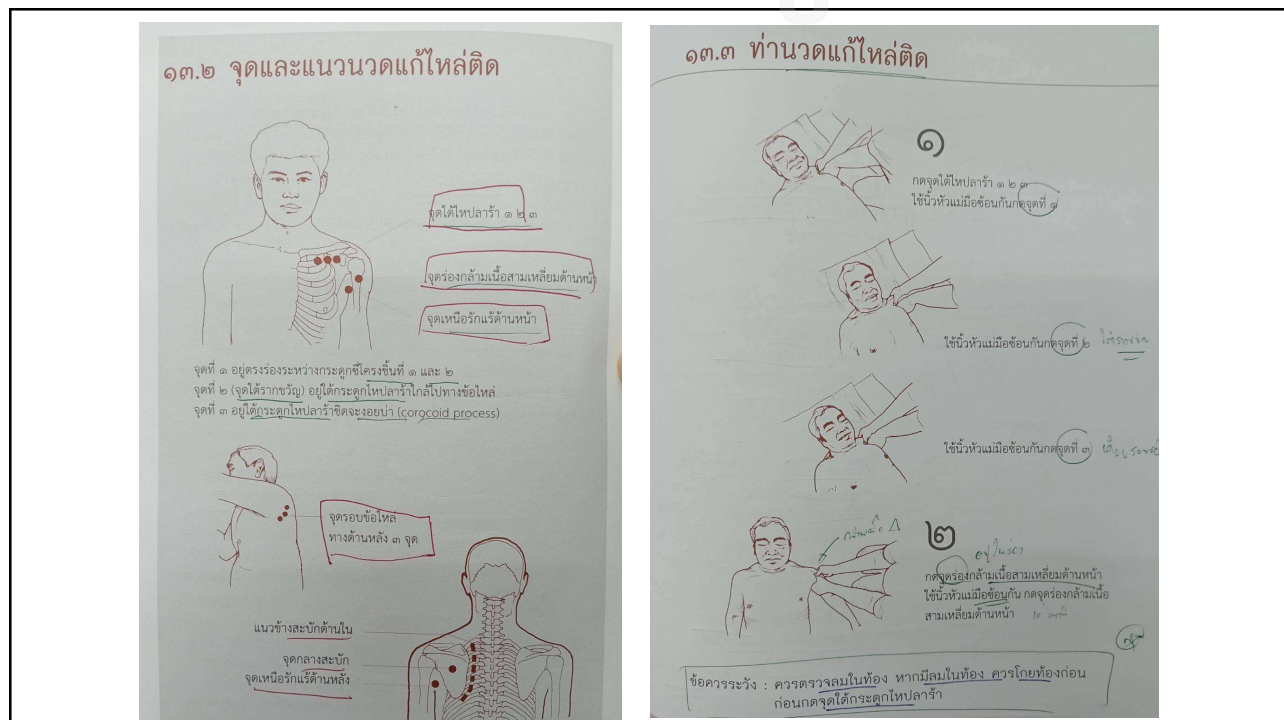 ๑๓.๒ จุดและแนวนวดแก้ไหล่ติด
จุดใต้ไหปลาร้า ๑ ๒ ๓
จุดร่องกล้ามเนื้อสามเหลี่ยมด้านหน้า
จุดเหนือรักแร้ด้านหน้า
จุดที่ ๑ อยู่ตรงร่องระหว่างกระดูกซี่โครงชิ้นที่ ๑ และ ๒
จุดที่ ๒ (จุดใต้รากขวัญ) อยู่ใต้กระดูกไหปลาร้าใกล้ไปทางข้อไหล่
จุดที่ ๓ อยู่ใต้กระดูกไหปลาร้าชิดจะงอยบ่า (corgcoid process)
จุดรอบข้อไหล่
ทางด้านหลัง ๓ จุด
แนวข้างสะบักด้านใน
จุดกลางสะบัก
จุดเหนือรักแร้ด้านหลัง
๑๓.๓ ท่านวดแก้ไหล่ติด
๑
กดจุดใต้ไหปลาร้า ๑ ๒ ๓
ใช้นิ้วหัวแม่มือซ้อนกันกดจุดที่ ๑
ใช้นิ้วหัวแม่มือซ้อนกันกดจุดที่ ๒
ใช้นิ้วหัวแม่มือซ้อนกันกดจุดที่ ๓
๒
อยู่ในร่อง
กดจุดร่องกล้ามเนื้อสามเหลี่ยมด้านหน้า
ใช้นิ้วหัวแม่มือซ้อนกัน กดจุดร่องกล้ามเนื้อ
สามเหลี่ยมด้านหน้า
ข้อควรระวัง : ควรตรวจลมในท้อง หากมีลมในท้อง ควรโกยท้องก่อน
ก่อนกดจุดใต้กระดูกไหปลาร้า